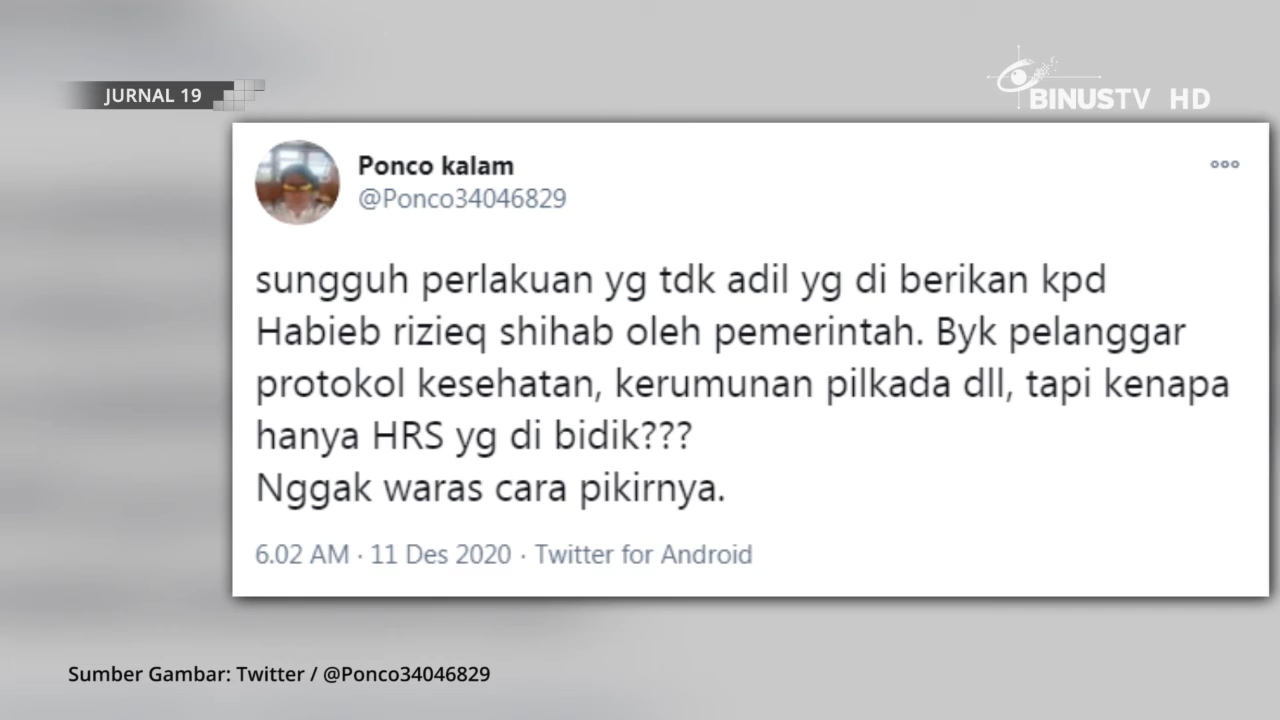 JURNAL 19
BINUSTV HD
Ponco kalam
@Ponco34046829
sungguh perlakuan yg tdk adil yg di berikan kpd
Habieb rizieq shihab oleh pemerintah. Byk pelanggar
protokol kesehatan, kerumunan pilkada dll, tapi kenapa
hanya HRS yg di bidik???
Nggak waras cara pikirnya.
6.02 AM · 11 Des 2020 · Twitter for Android
Sumber Gambar: Twitter / @Ponco34046829